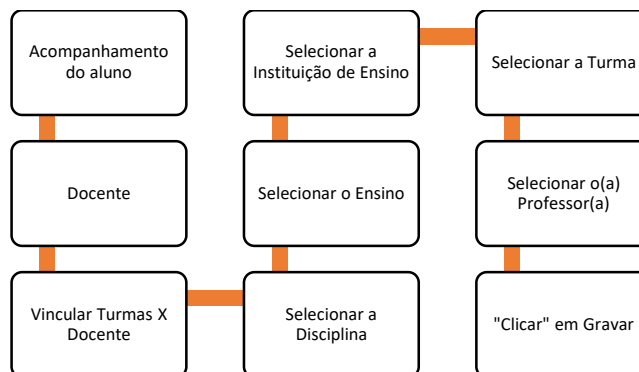 Acompanhamento
do aluno
Docente
Vincular Turmas X
Docente
Selecionar a
Disciplina
Selecionar o Ensino
Selecionar a
Instituição de Ensino
Selecionar a Turma
Selecionar o(a)
Professor(a)
"Clicar" em Gravar